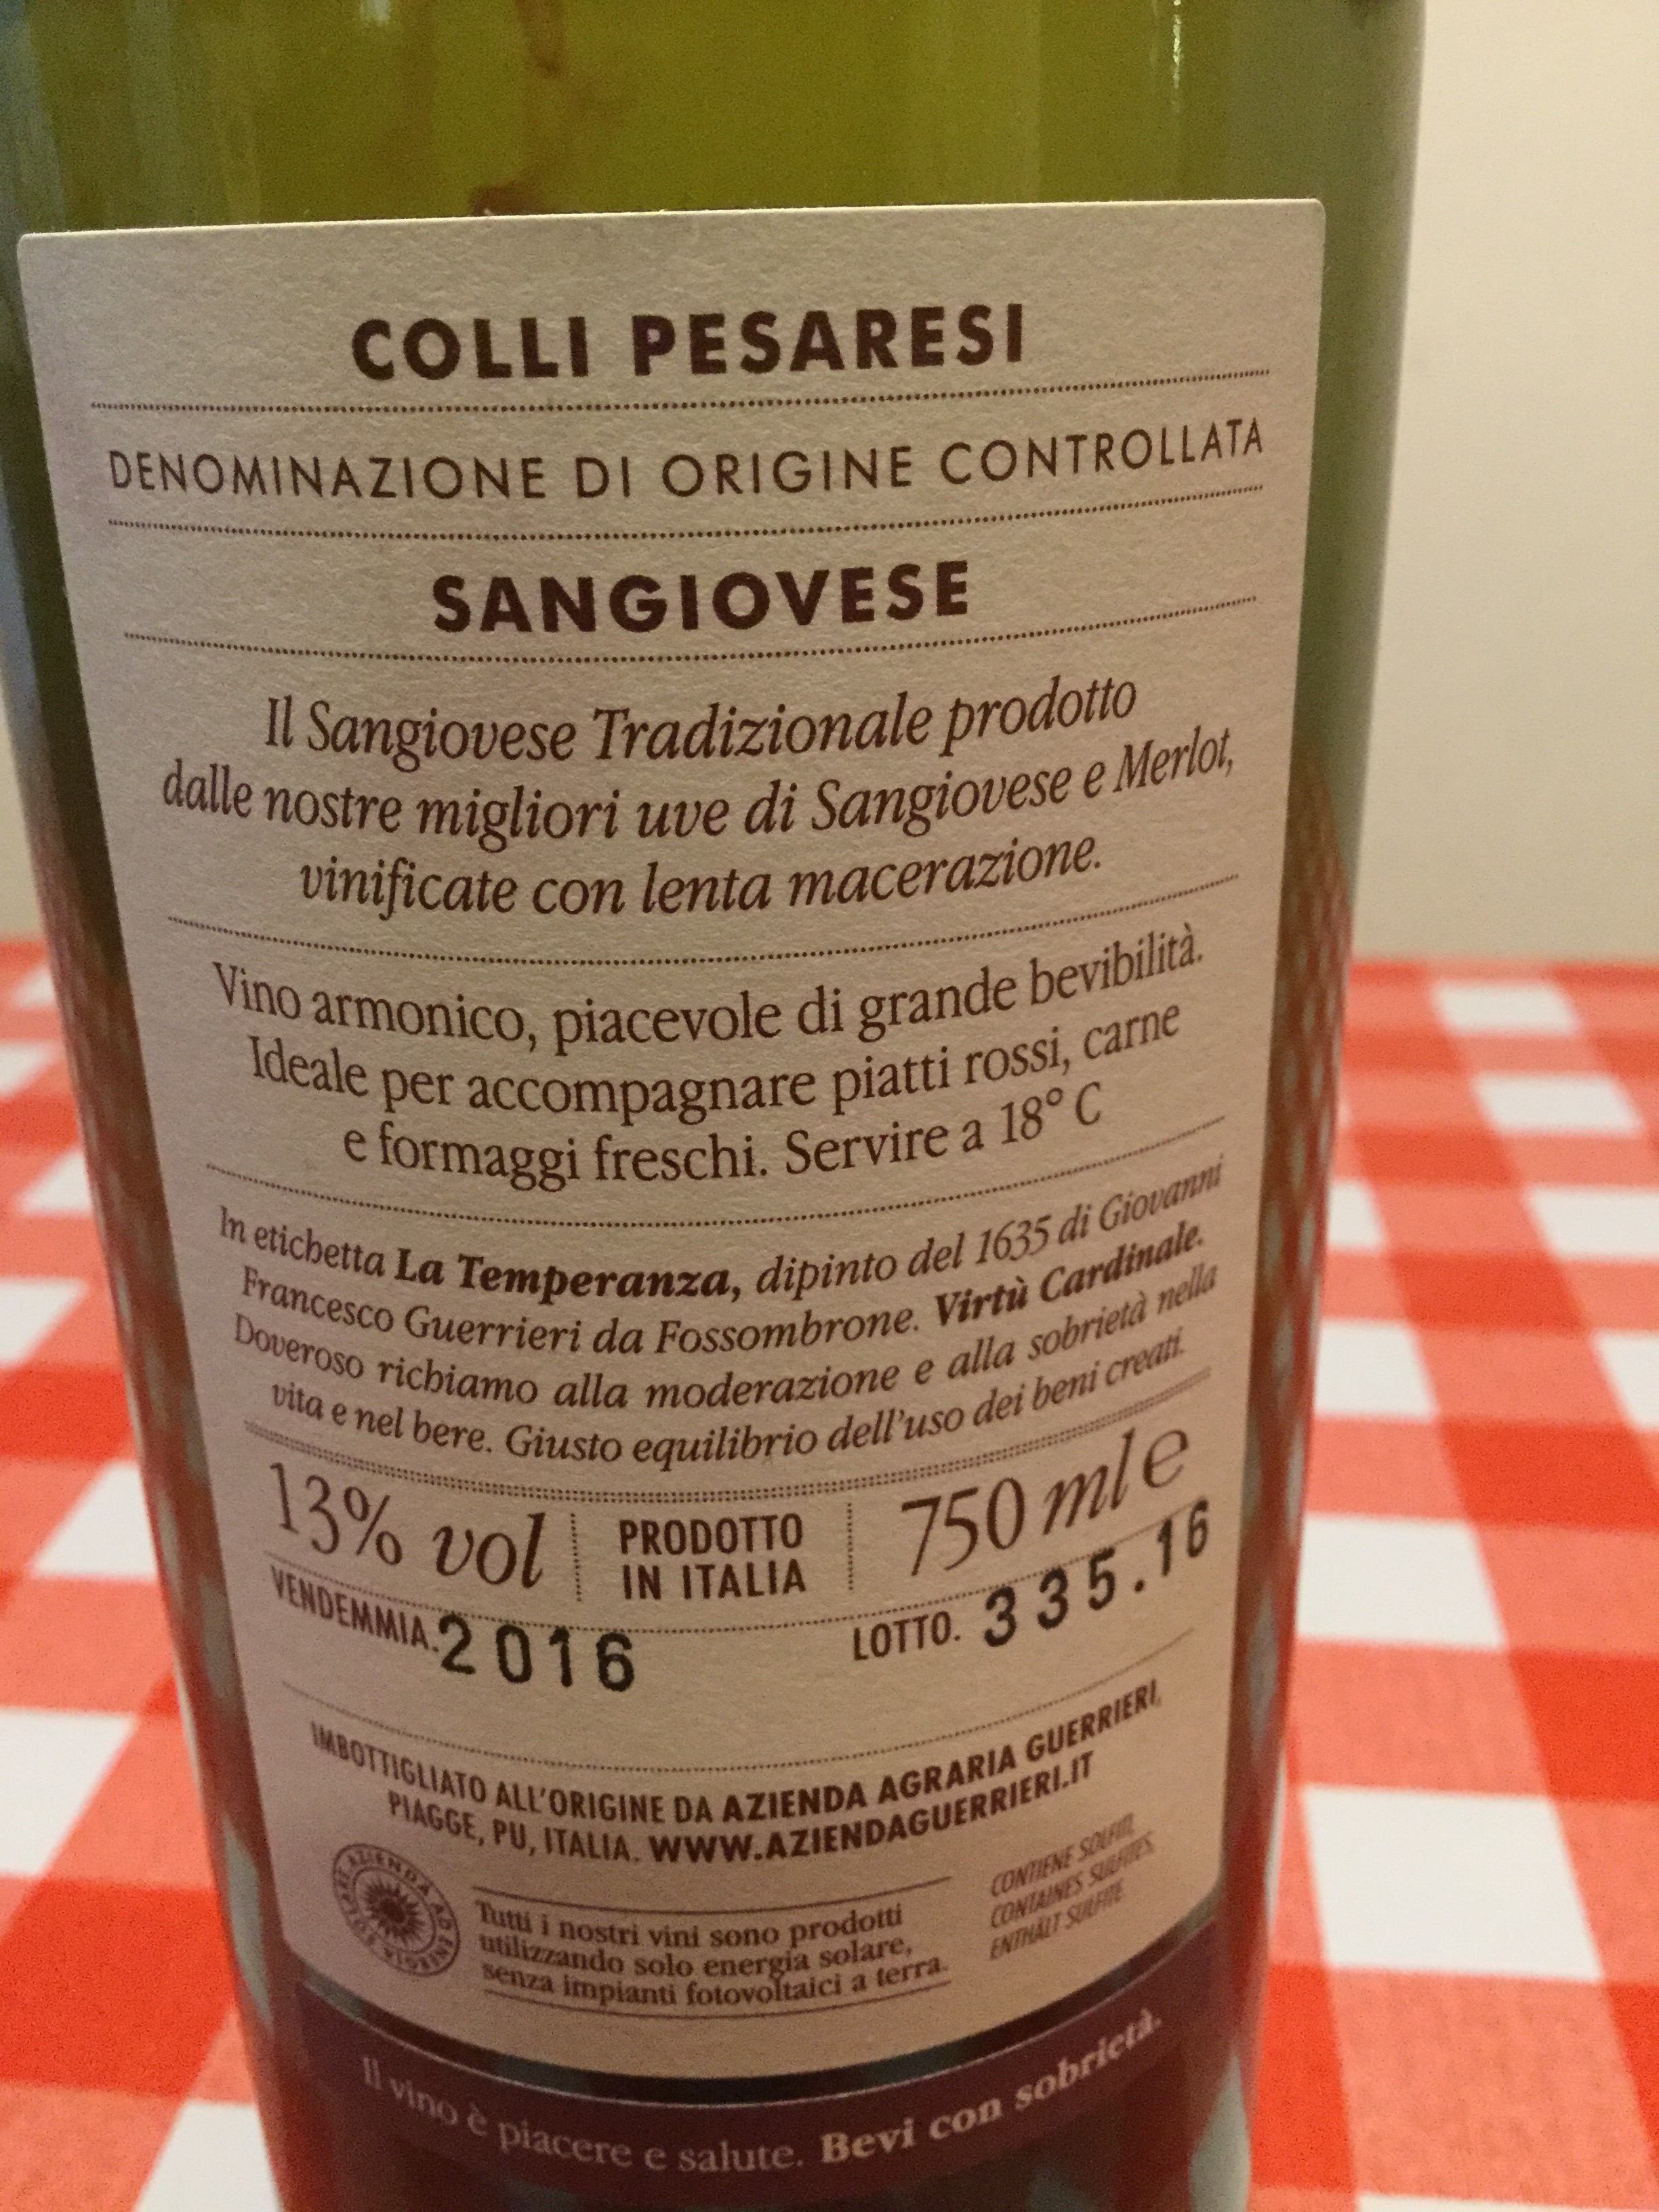 COLLI PESARESI
DENOMINAZIONE DI ORIGINE CONTROLLATA
SANGIOVESE
Il Sangiovese Tradizionale prodotto
dalle nostre migliori uve di Sangiovese e Merlot,
vinificate con lenta macerazione.
Vino armonico, piacevole di grande bevibilità.
Ideale per accompagnare piatti rossi, carne
e formaggi freschi. Servire a 18° C
In etichetta La Temperanza, dipinto del 1635 di Giovanni
Francesco Guerrieri da Fossombrone. Virtù Cardinale.
Doveroso richiamo alla moderazione e alla sobrietà nella
vita e nel bere. Giusto equilibrio dell'uso dei beni creati.
13% vol
PRODOTTO
IN ITALIA
750 ml e
VENDEMMIA. 2016
LOTTO. 335.16
IMBOTTIGLIATO ALL'ORIGINE DA AZIENDA AGRARIA GUERRIERI,
PIAGGE, PU, ITALIA. WWW.AZIENDAGUERRIERI.IT
AZIENDA AD ENERGIA SOLARE
Tutti i nostri vini sono prodotti
utilizzando solo energia solare,
senza impianti fotovoltaici a terra.
CONTIENE SOLFITI,
CONTAINES SULFITES,
ENTHÄLT SULFITE
Il vino è piacere e salute. Bevi con sobrietà.